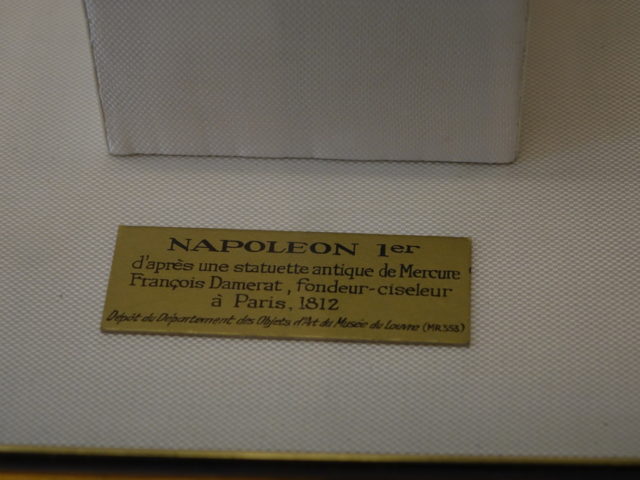 NAPOLEON 1er
d'après une statuette antique de Mercure
François Damerat, fondeur-ciseleur
à Paris, 1812
Dépôt du Département des Objets d'Art du Musée du Louvre (MR 358)